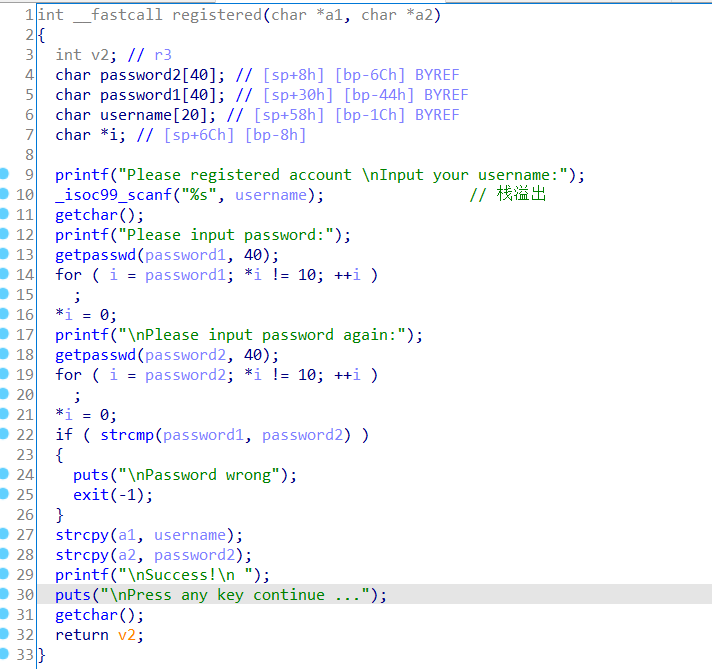 1 int __fastcall registered(char *a1, char *a2)
2 {
3   int v2; // r3
4   char password2[40]; // [sp+8h] [bp-6Ch] BYREF
5   char password1[40]; // [sp+30h] [bp-44h] BYREF
6   char username[20]; // [sp+58h] [bp-1Ch] BYREF
7   char *i; // [sp+6Ch] [bp-8h]
8
9   printf("Please registered account \nInput your username:");
10   _isoc99_scanf("%s", username);                // 栈溢出
11   getchar();
12   printf("Please input password:");
13   getpasswd(password1, 40);
14   for ( i = password1; *i != 10; ++i )
15     ;
16   *i = 0;
17   printf("\nPlease input password again:");
18   getpasswd(password2, 40);
19   for ( i = password2; *i != 10; ++i )
20     ;
21   *i = 0;
22   if ( strcmp(password1, password2) )
23   {
24     puts("\nPassword wrong");
25     exit(-1);
26   }
27   strcpy(a1, username);
28   strcpy(a2, password2);
29   printf("\nSuccess!\n ");
30   puts("\nPress any key continue ...");
31   getchar();
32   return v2;
33 }